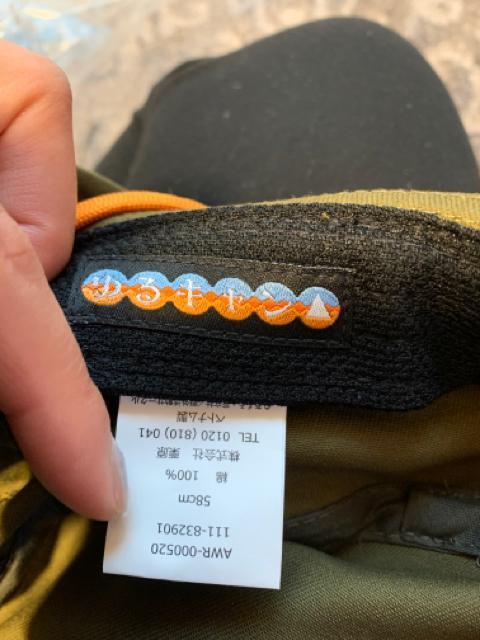 ゆるキャン△
AWR-000520
111-832901
58cm
綿 100%
株式会社 栗原
TEL 0120 (810) 041
ベトナム製